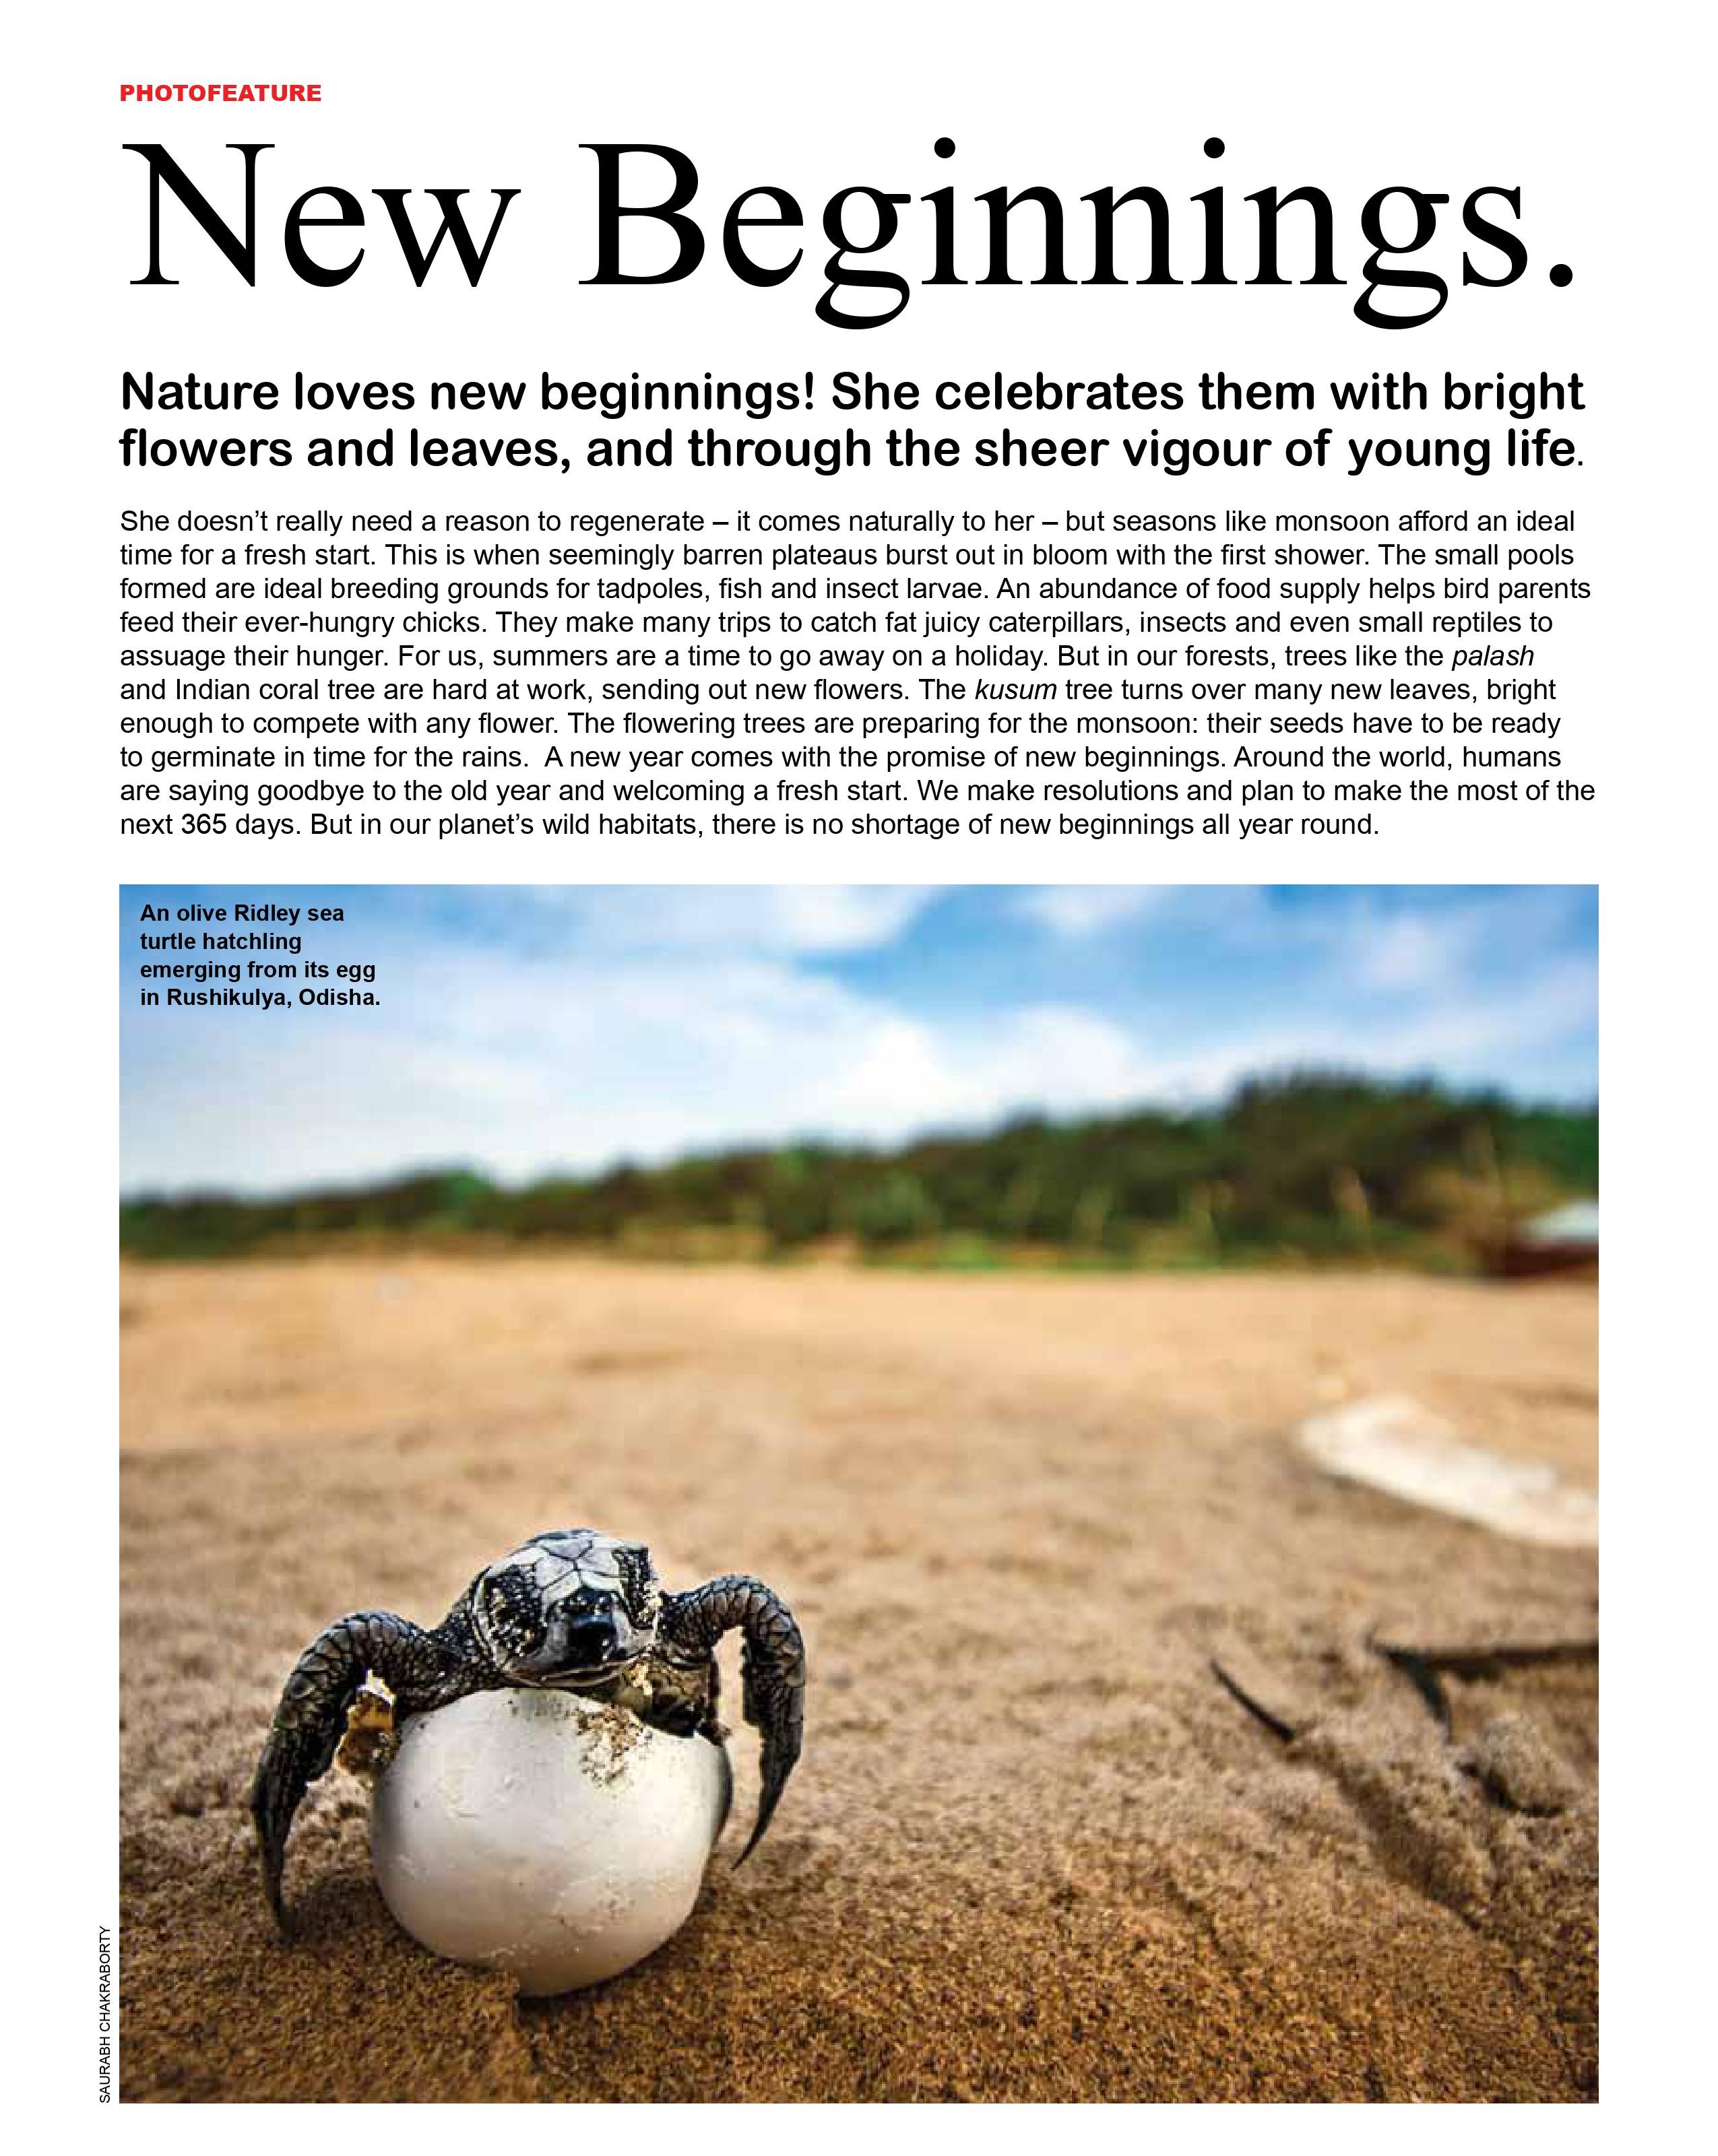 PHOTOFEATURE
New Beginnings.
Nature loves new beginnings! She celebrates them with bright
flowers and leaves, and through the sheer vigour of young life.
She doesn’t really need a reason to regenerate – it comes naturally to her – but seasons like monsoon afford an ideal
time for a fresh start. This is when seemingly barren plateaus burst out in bloom with the first shower. The small pools
formed are ideal breeding grounds for tadpoles, fish and insect larvae. An abundance of food supply helps bird parents
feed their ever-hungry chicks. They make many trips to catch fat juicy caterpillars, insects and even small reptiles to
assuage their hunger. For us, summers are a time to go away on a holiday. But in our forests, trees like the palash
and Indian coral tree are hard at work, sending out new flowers. The kusum tree turns over many new leaves, bright
enough to compete with any flower. The flowering trees are preparing for the monsoon: their seeds have to be ready
to germinate in time for the rains.  A new year comes with the promise of new beginnings. Around the world, humans
are saying goodbye to the old year and welcoming a fresh start. We make resolutions and plan to make the most of the
next 365 days. But in our planet’s wild habitats, there is no shortage of new beginnings all year round.
An olive Ridley sea
turtle hatchling
emerging from its egg
in Rushikulya, Odisha.
SAURABH CHAKRABORTY